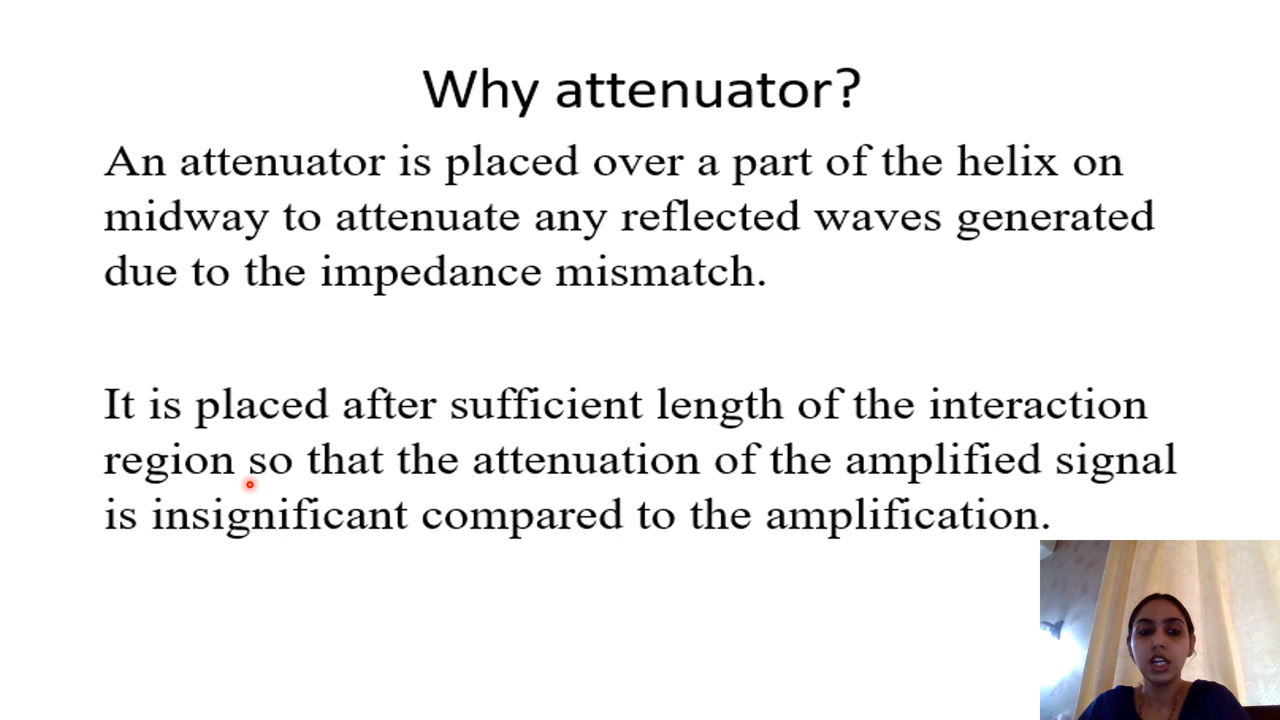 Why attenuator?
An attenuator is placed over a part of the helix on
midway to attenuate any reflected waves generated
due to the impedance mismatch.
It is placed after sufficient length of the interaction
region so that the attenuation of the amplified signal
is insignificant compared to the amplification.